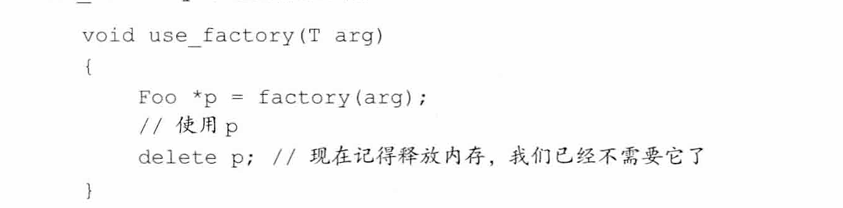 void use_factory(T arg)
{
Foo *p = factory(arg);
// 使用 p
delete p; // 现在记得释放内存，我们已经不需要它了
}